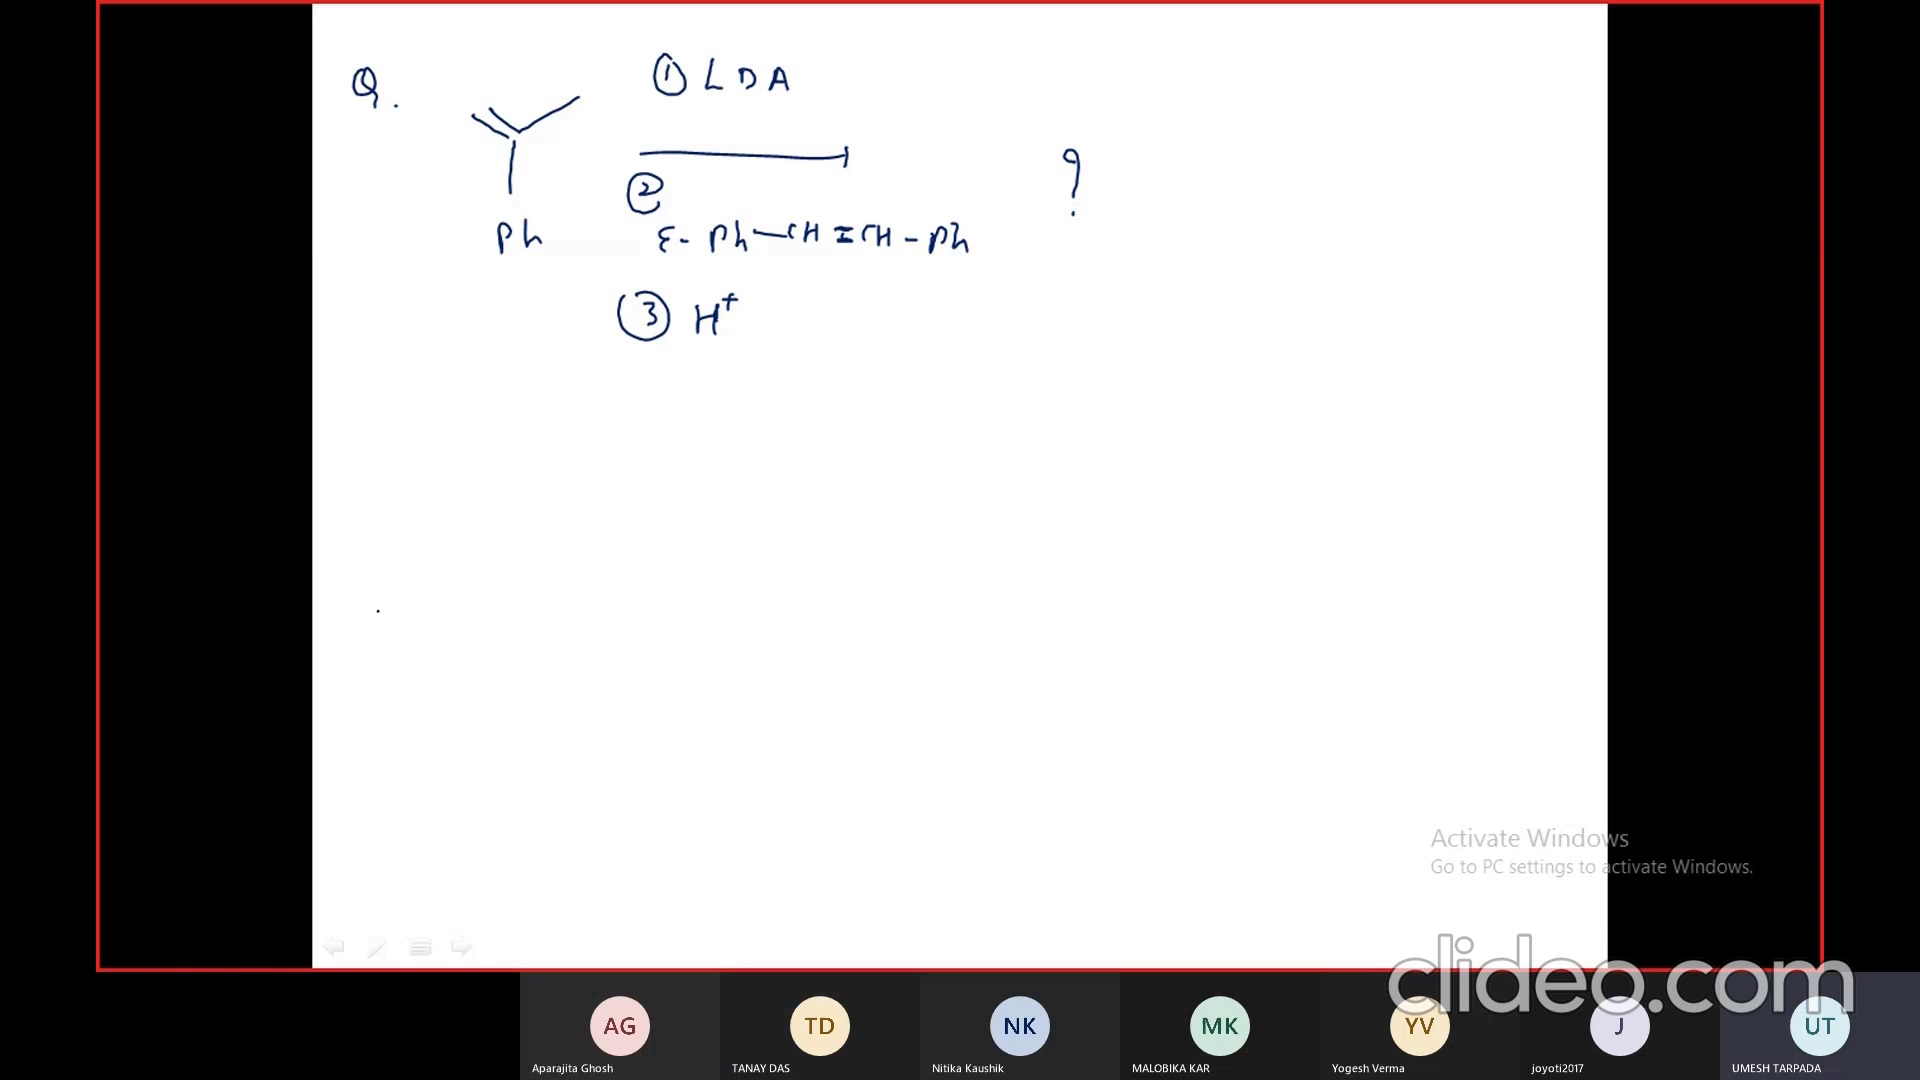 Q.
① LDA
②
Ph
E- Ph-CH=CH-Ph
?
③ H⁺
Activate Windows
Go to PC settings to activate Windows.
clideo.com
AG TD NK MK YV J UT
Aparajita Ghosh TANAY DAS Nitika Kaushik MALOBIKA KAR Yogesh Verma joyoti2017 UMESH TARPADA